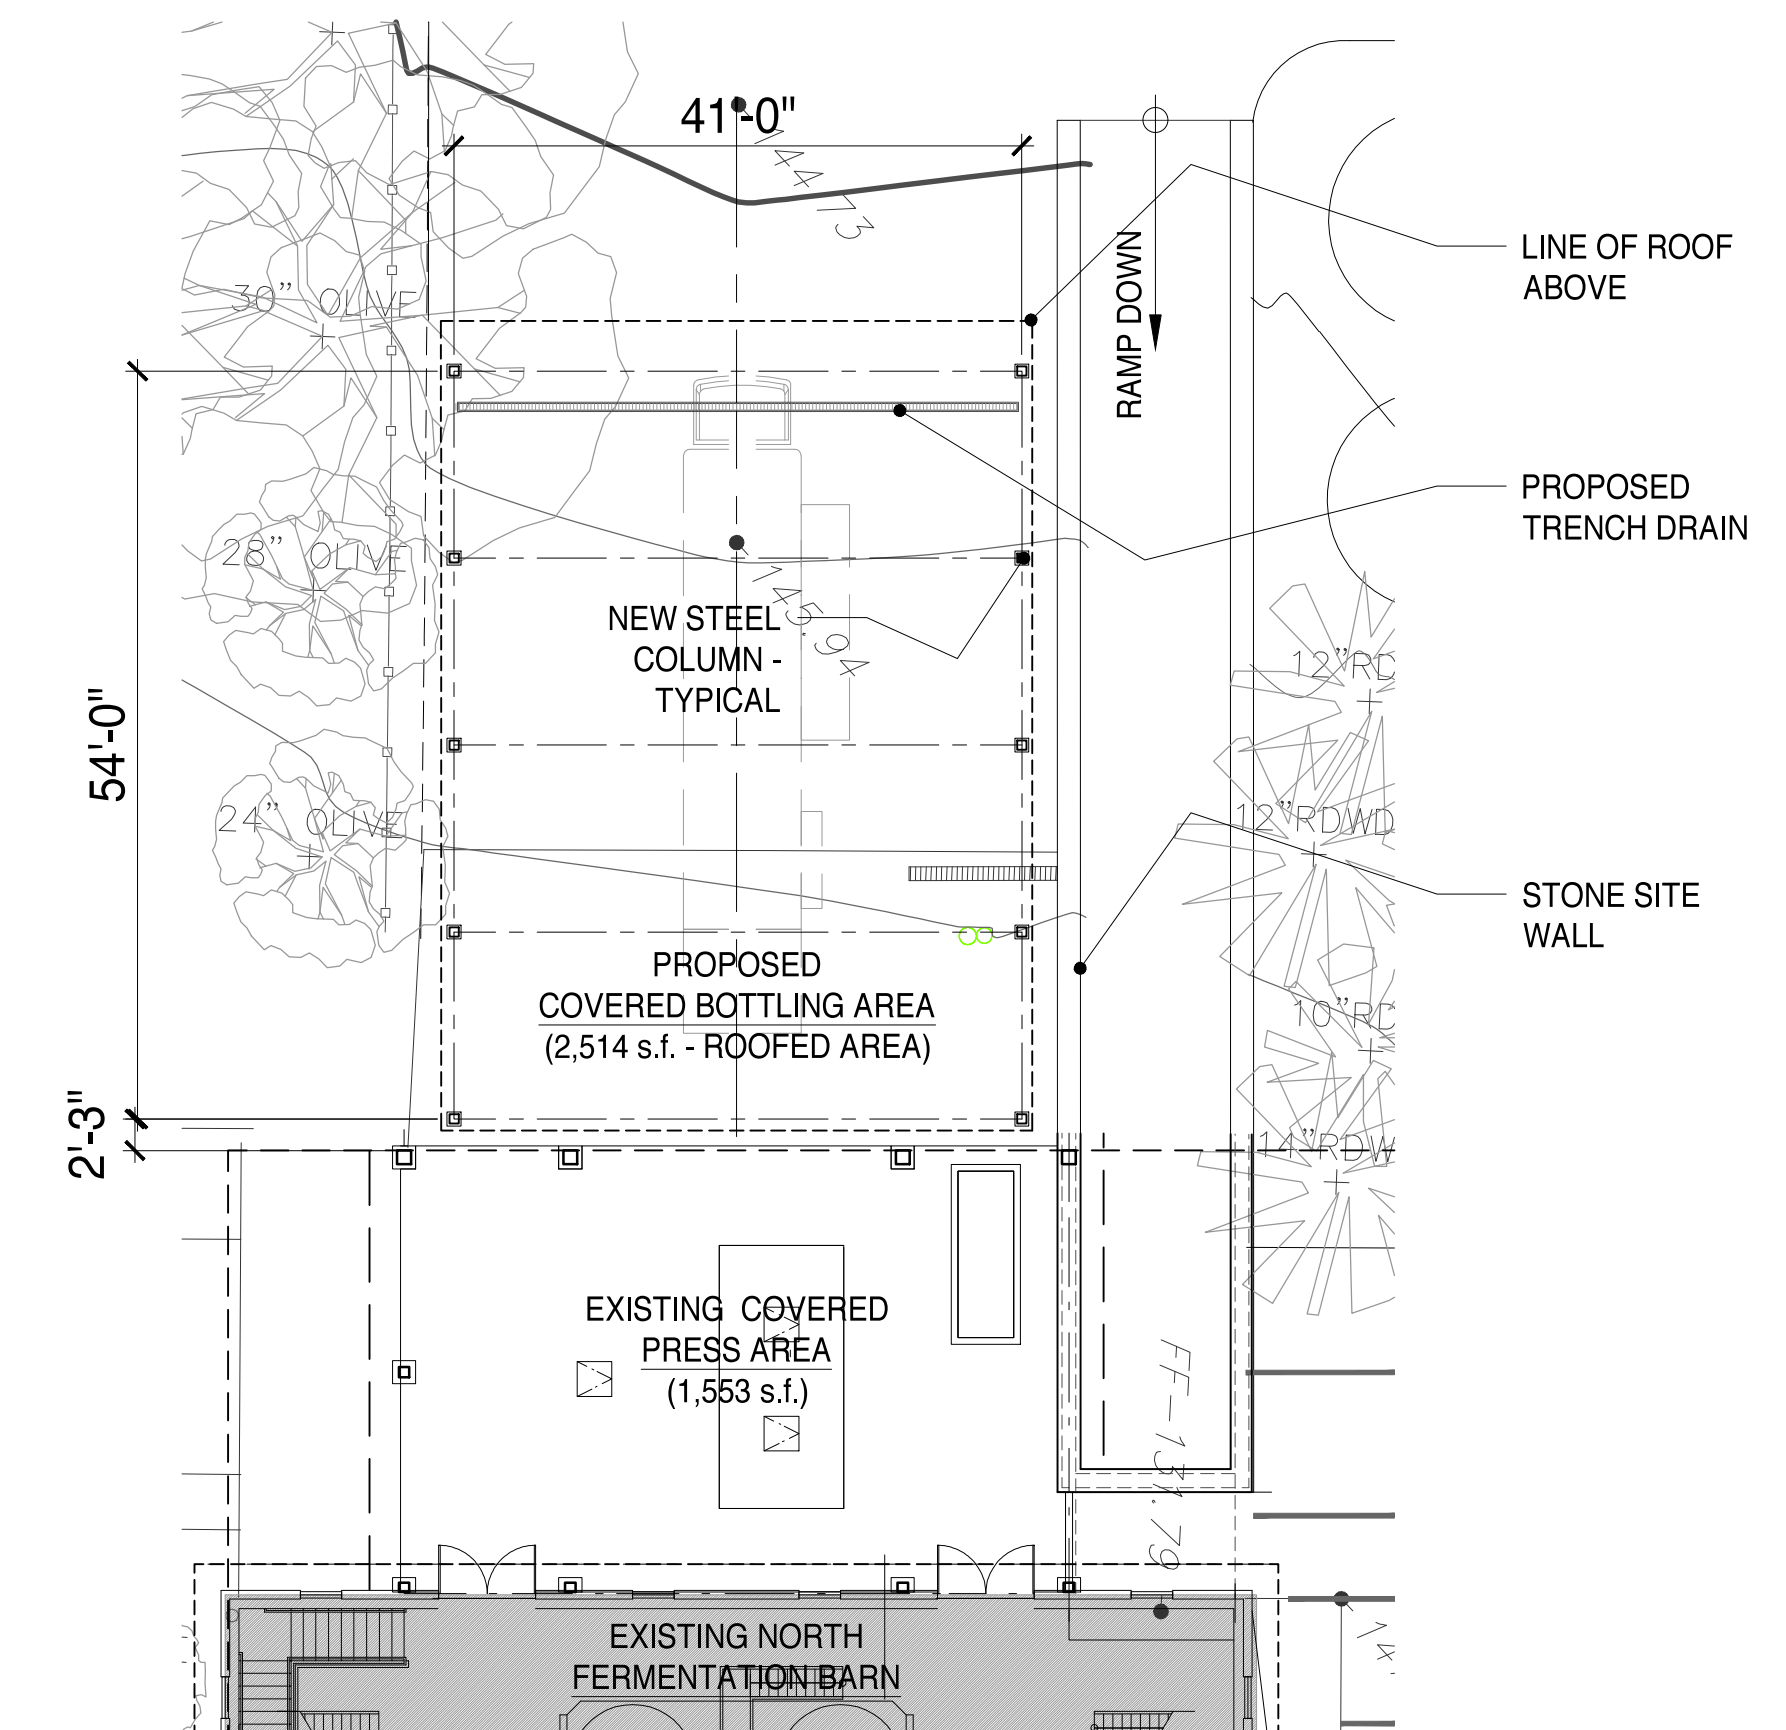 41'-0"
144.73
LINE OF ROOF
ABOVE
RAMP DOWN
30” OLIVE
PROPOSED
TRENCH DRAIN
28” OLIVE
145.94
NEW STEEL
COLUMN -
TYPICAL
54'-0"
12”RD
24” OLIVE
12”RDWD
STONE SITE
WALL
PROPOSED
COVERED BOTTLING AREA
(2,514 s.f. - ROOFED AREA)
10”RD
2'-3"
14”RDW
EXISTING COVERED
PRESS AREA
(1,553 s.f.)
FF-131.79
EXISTING NORTH
FERMENTATION BARN